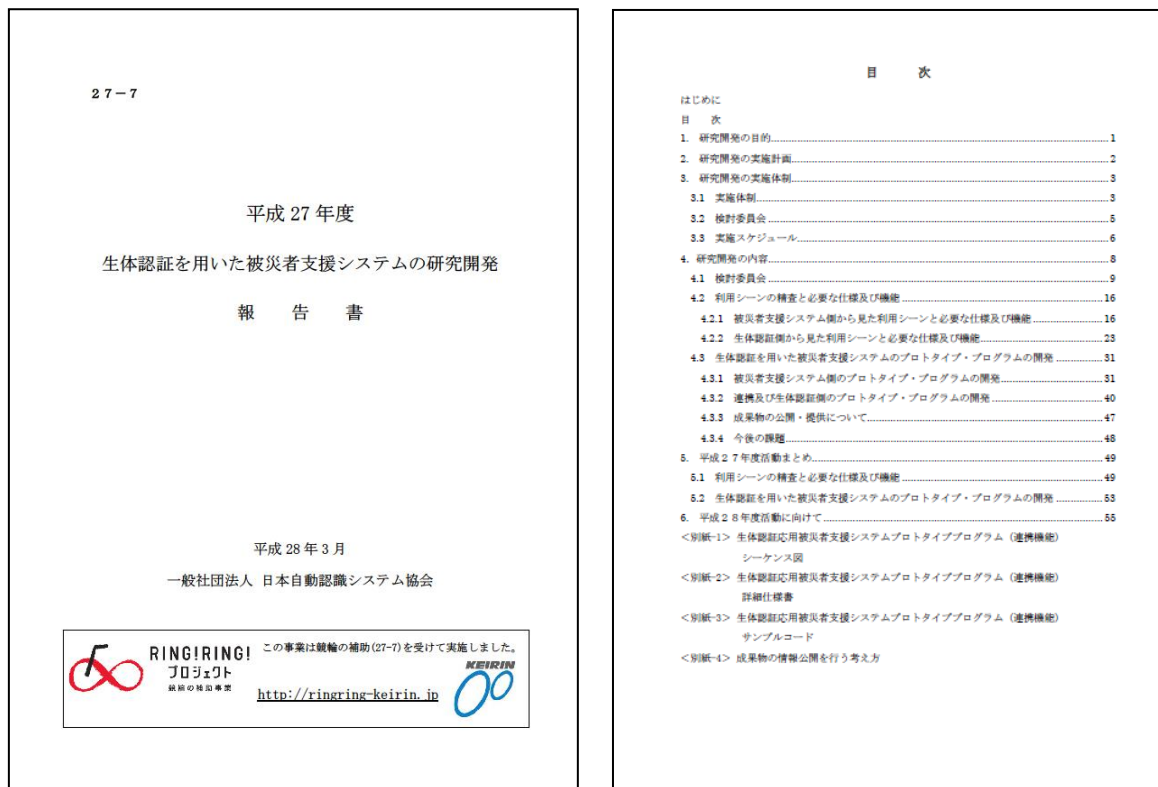 27－7
平成 27 年度
生体認証を用いた被災者支援システムの研究開発
報 告 書
平成 28 年 3 月
一般社団法人 日本自動認識システム協会
RING!RING!
プロジェクト
競輪の補助事業
この事業は競輪の補助(27-7)を受けて実施しました。
http://ringring-keirin.jp
KEIRIN
目 次
はじめに
目 次
1. 研究開発の目的 1
2. 研究開発の実施計画 2
3. 研究開発の実施体制 3
3.1 実施体制 3
3.2 検討委員会 5
3.3 実施スケジュール 6
4. 研究開発の内容 8
4.1 検討委員会 9
4.2 利用シーンの精査と必要な仕様及び機能 16
4.2.1 被災者支援システム側から見た利用シーンと必要な仕様及び機能 16
4.2.2 生体認証側から見た利用シーンと必要な仕様及び機能 23
4.3 生体認証を用いた被災者支援システムのプロトタイプ・プログラムの開発 31
4.3.1 被災者支援システム側のプロトタイプ・プログラムの開発 31
4.3.2 連携及び生体認証側のプロトタイプ・プログラムの開発 40
4.3.3 成果物の公開・提供について 47
4.3.4 今後の課題 48
5. 平成２７年度活動まとめ 49
5.1 利用シーンの精査と必要な仕様及び機能 49
5.2 生体認証を用いた被災者支援システムのプロトタイプ・プログラムの開発 53
6. 平成２８年度活動に向けて 55
＜別紙-1＞ 生体認証応用被災者支援システムプロトタイププログラム（連携機能）
シーケンス図
＜別紙-2＞ 生体認証応用被災者支援システムプロトタイププログラム（連携機能）
詳細仕様書
＜別紙-3＞ 生体認証応用被災者支援システムプロトタイププログラム（連携機能）
サンプルコード
＜別紙-4＞ 成果物の情報公開を行う考え方